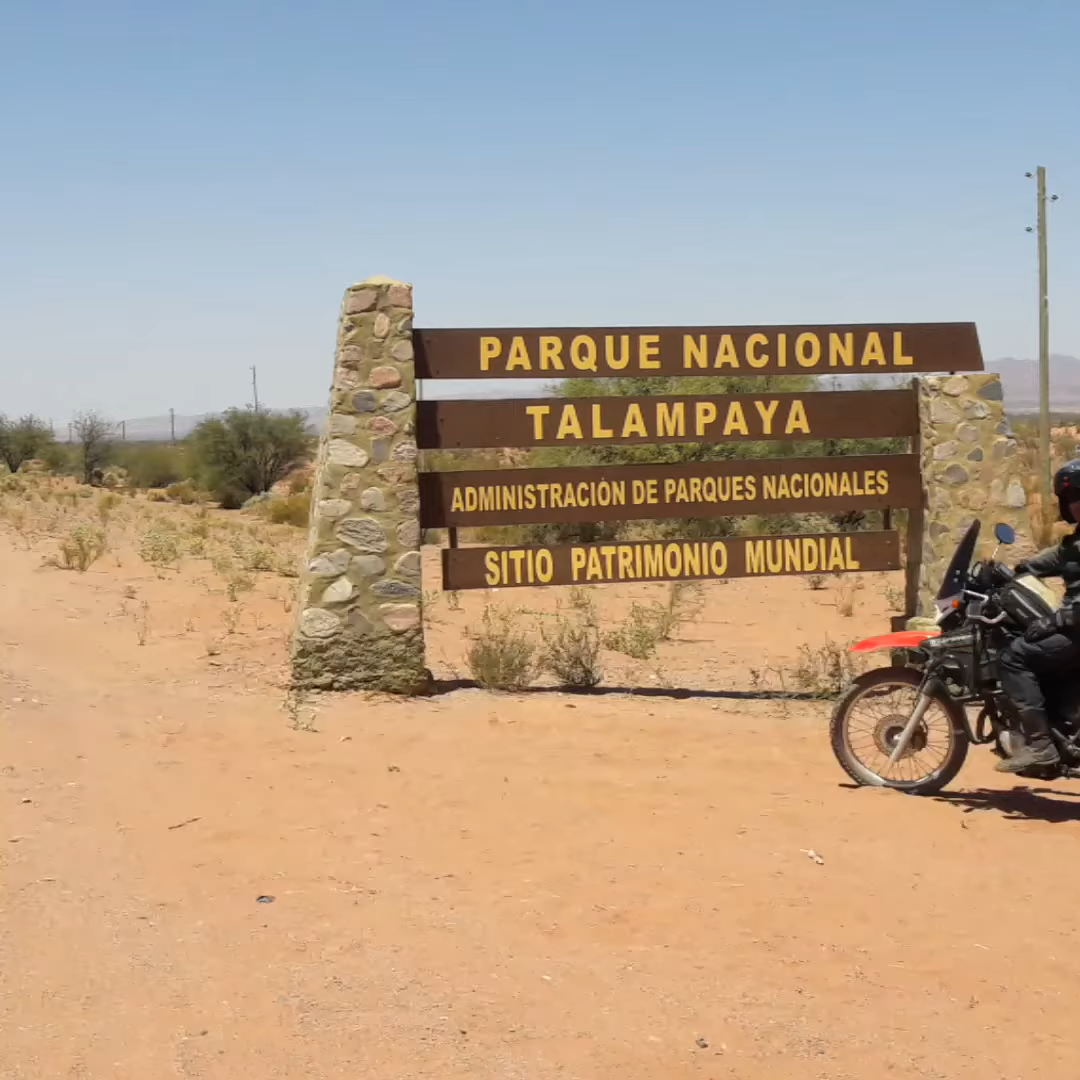 PARQUE NACIONAL
TALAMPAYA
ADMINISTRACIÓN DE PARQUES NACIONALES
SITIO PATRIMONIO MUNDIAL